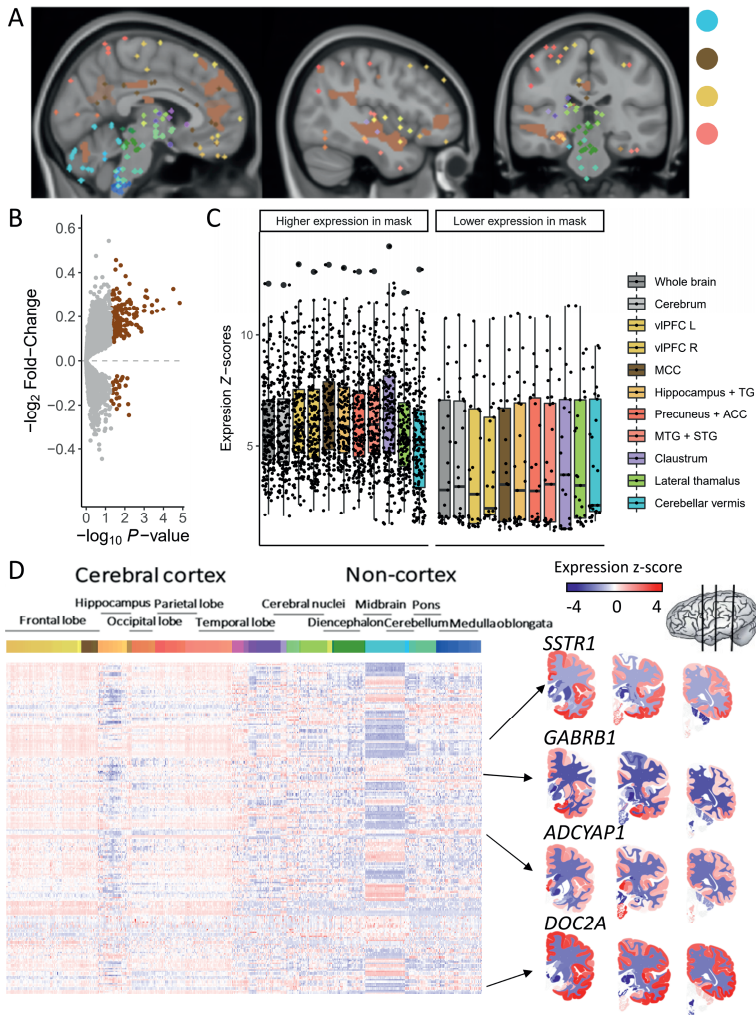 A
B
C
Higher expression in mask
Lower expression in mask
−log2 Fold−Change
0.6
0.4
0.2
0.0
−0.2
−0.4
0 1 2 3 4 5
−log10 P−value
Expresion Z−scores
10
5
Whole brain
Cerebrum
vlPFC L
vlPFC R
MCC
Hippocampus + TG
Precuneus + ACC
MTG + STG
Claustrum
Lateral thalamus
Cerebellar vermis
D
Cerebral cortex
Non-cortex
Hippocampus
Parietal lobe
Cerebral nuclei
Midbrain
Pons
Frontal lobe
Occipital lobe
Temporal lobe
Diencephalon
Cerebellum
Medulla oblongata
Expression z-score
-4 0 4
SSTR1
GABRB1
ADCYAP1
DOC2A